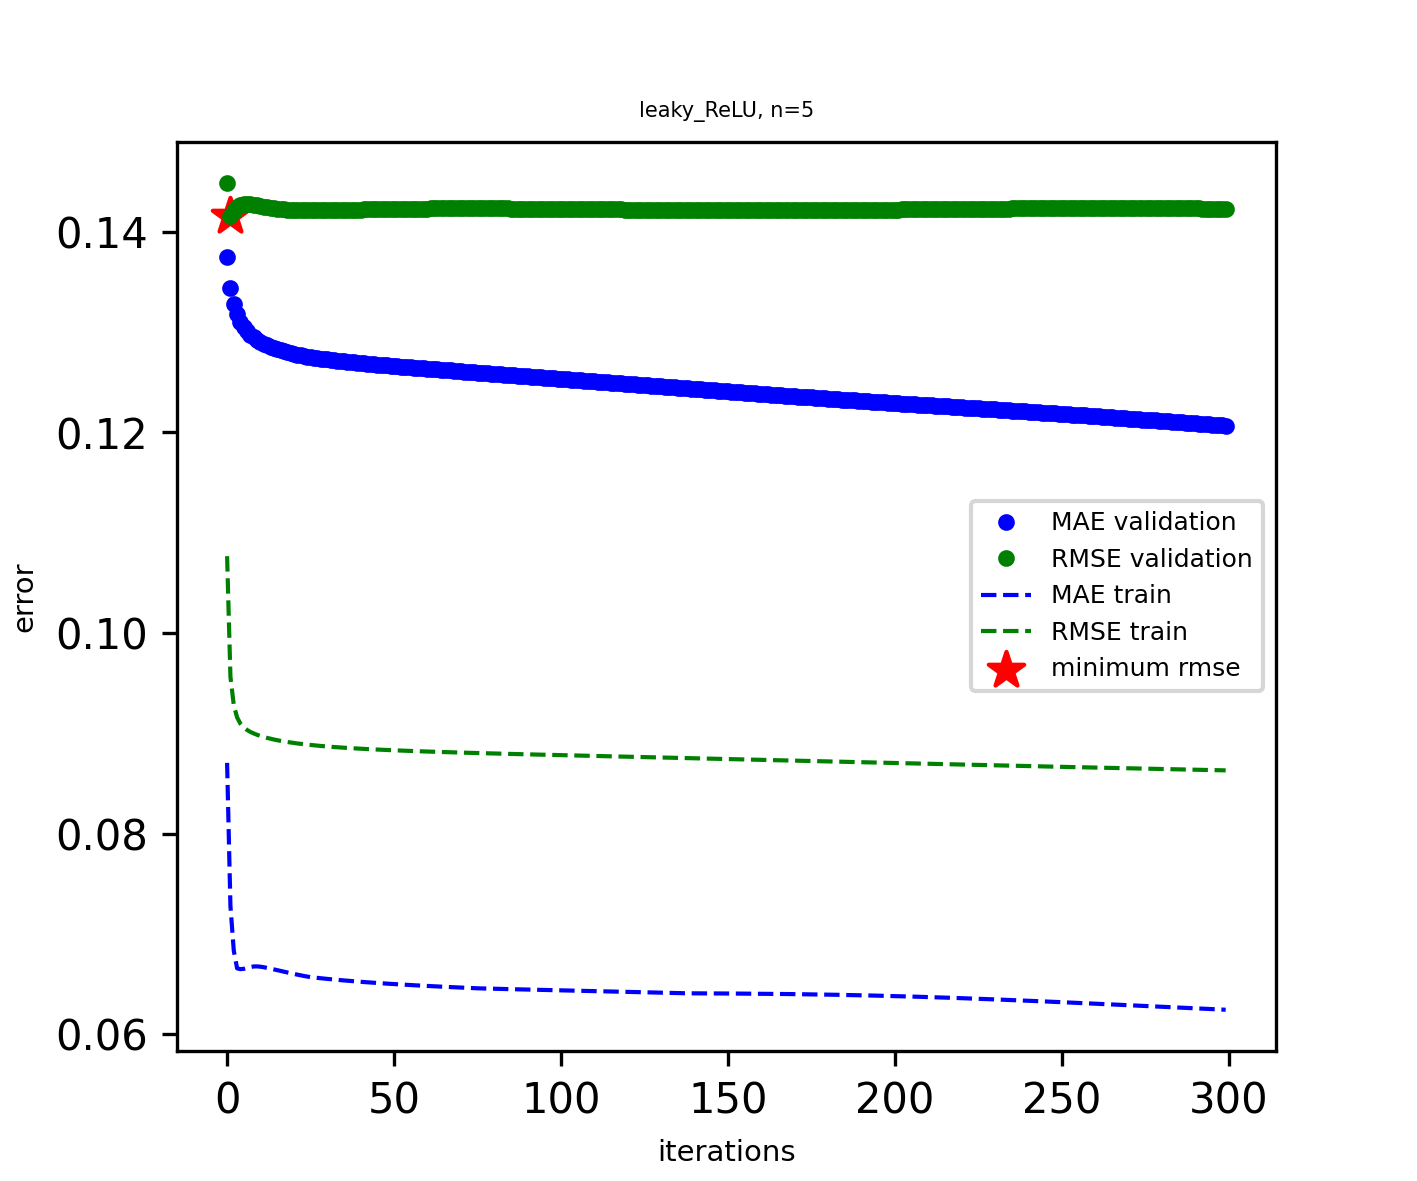 leaky_ReLU, n=5
error
0.14
0.12
0.10
0.08
0.06
MAE validation
RMSE validation
MAE train
RMSE train
minimum rmse
0 50 100 150 200 250 300
iterations